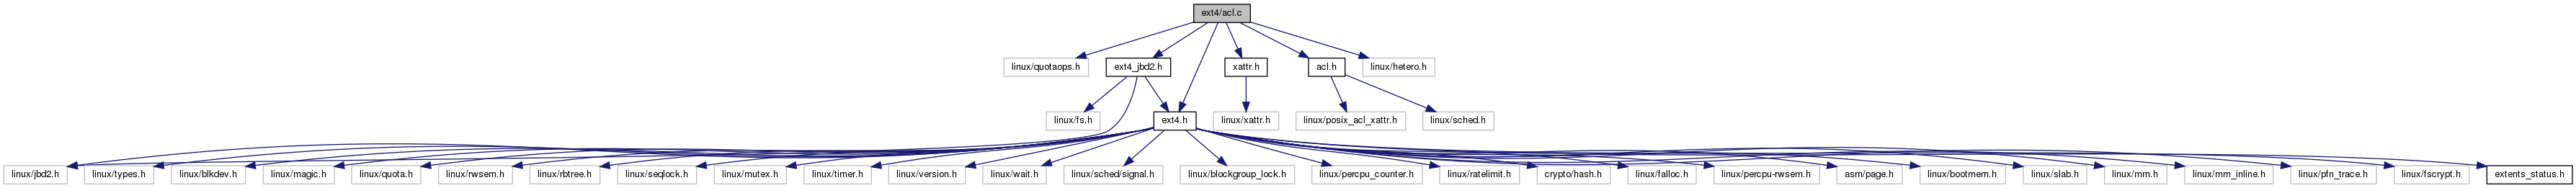 ext4/acl.c
linux/quotaops.h
ext4_jbd2.h
xattr.h
acl.h
linux/hetero.h
linux/fs.h
ext4.h
linux/xattr.h
linux/posix_acl_xattr.h
linux/sched.h
linux/jbd2.h
linux/types.h
linux/blkdev.h
linux/magic.h
linux/quota.h
linux/rwsem.h
linux/rbtree.h
linux/seqlock.h
linux/mutex.h
linux/timer.h
linux/version.h
linux/wait.h
linux/sched/signal.h
linux/blockgroup_lock.h
linux/percpu_counter.h
linux/ratelimit.h
crypto/hash.h
linux/falloc.h
linux/percpu-rwsem.h
asm/page.h
linux/bootmem.h
linux/slab.h
linux/mm.h
linux/mm_inline.h
linux/pfn_trace.h
linux/fscrypt.h
extents_status.h